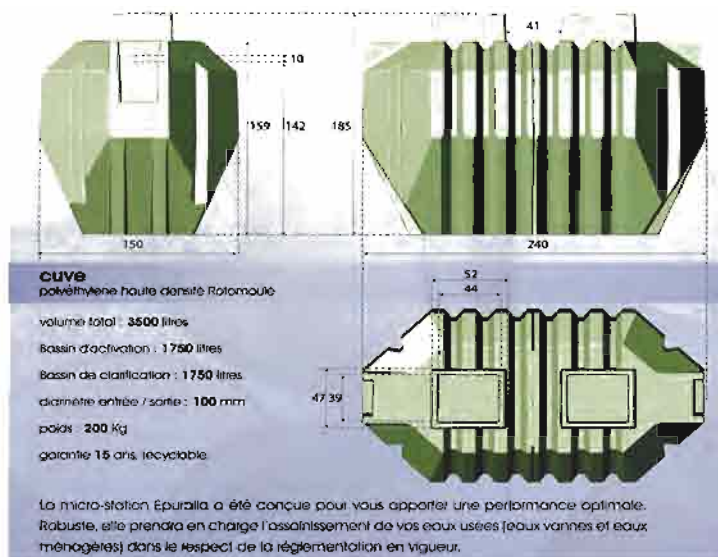 41
10
159 142 185
150
240
52
44
47 39
cuve
polyéthylène haute densité Rotomoulé
volume total : 3500 litres
Bassin d'activation : 1750 litres
Bassin de clarification : 1750 litres
diamètre entrée / sortie : 100 mm
poids : 200 Kg
garantie 15 ans, recyclable
La micro-station Epuralia a été conçue pour vous apporter une performance optimale.
Robuste, elle prendra en charge l'assainissement de vos eaux usées (eaux vannes et eaux
ménagères) dans le respect de la réglementation en vigueur.